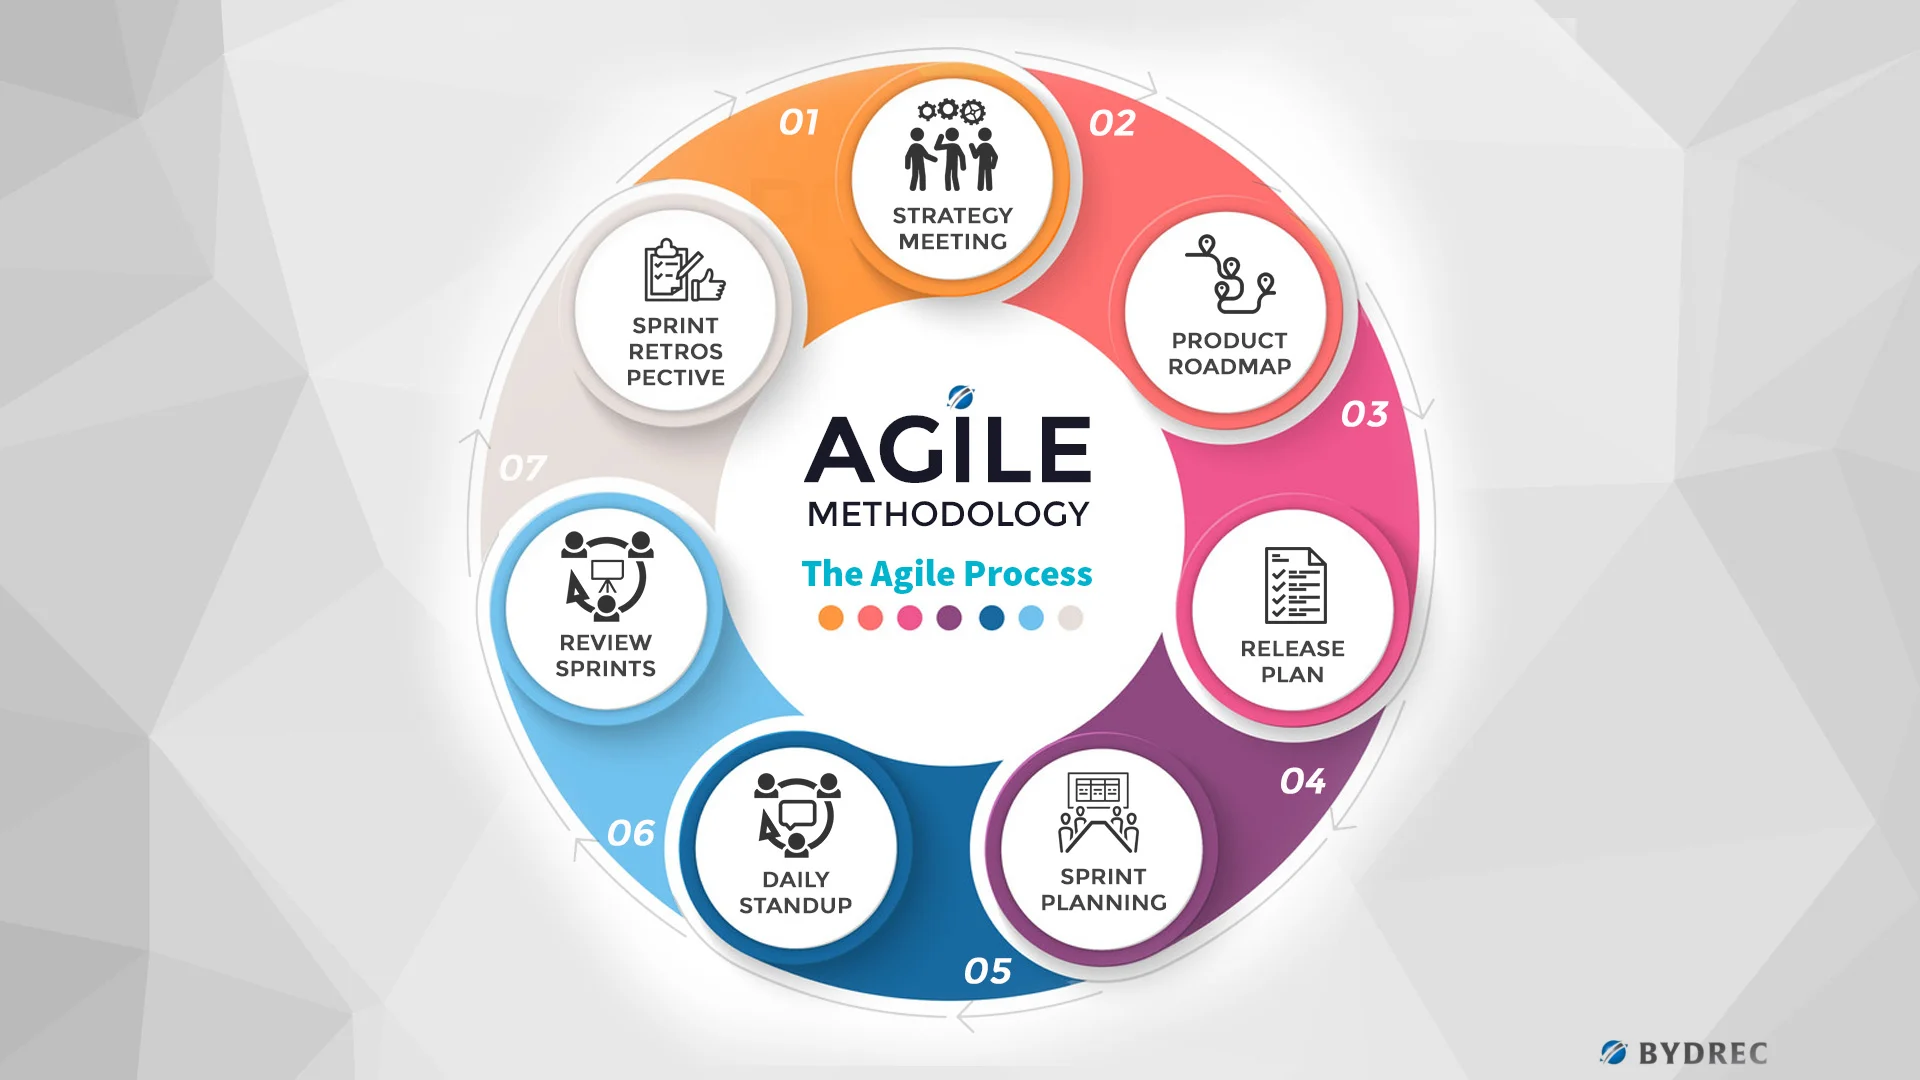 01
STRATEGY
MEETING
02
PRODUCT
ROADMAP
03
RELEASE
PLAN
04
SPRINT
PLANNING
05
DAILY
STANDUP
06
REVIEW
SPRINTS
07
SPRINT
RETROS
PECTIVE
AGILE
METHODOLOGY
The Agile Process
BYDREC